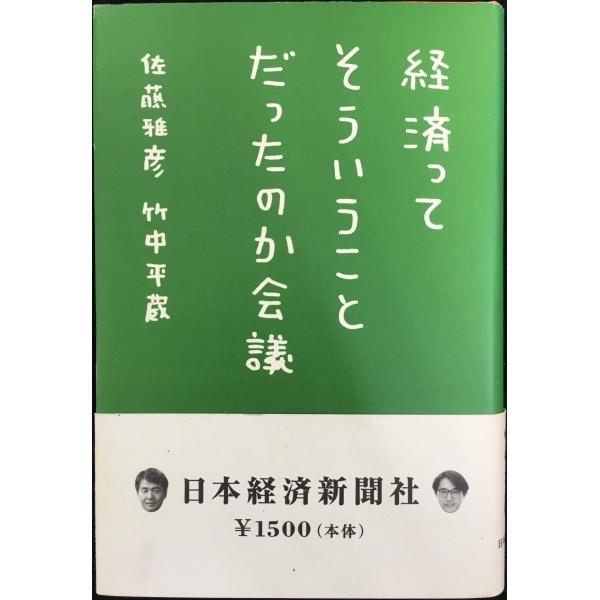 経済って
そういうこと
だったのか会議
佐藤雅彦 竹中平蔵
日本経済新聞社
¥1500(本体)